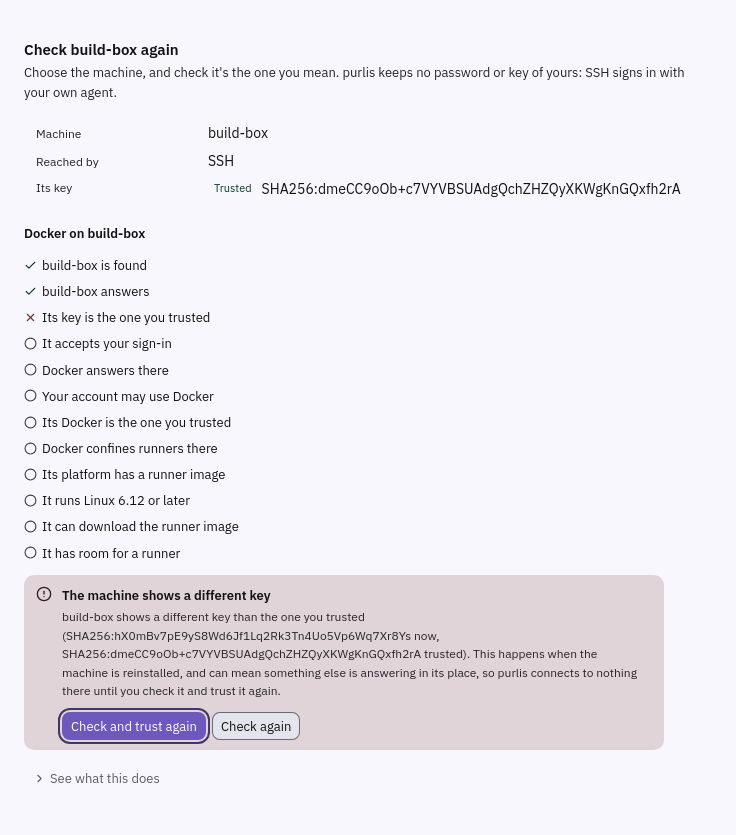 Check build-box again
Choose the machine, and check it's the one you mean. purlis keeps no password or key of yours: SSH signs in with
your own agent.
Machine build-box
Reached by SSH
Its key Trusted SHA256:dmeCC9oOb+c7VYVBSUAdgQchZHZQyXKWgKnGQxfh2rA
Docker on build-box
build-box is found
build-box answers
Its key is the one you trusted
It accepts your sign-in
Docker answers there
Your account may use Docker
Its Docker is the one you trusted
Docker confines runners there
Its platform has a runner image
It runs Linux 6.12 or later
It can download the runner image
It has room for a runner
The machine shows a different key
build-box shows a different key than the one you trusted
(SHA256:hX0mBv7pE9yS8Wd6Jf1Lq2Rk3Tn4Uo5Vp6Wq7Xr8Ys now,
SHA256:dmeCC9oOb+c7VYVBSUAdgQchZHZQyXKWgKnGQxfh2rA trusted). This happens when the
machine is reinstalled, and can mean something else is answering in its place, so purlis connects to nothing
there until you check it and trust it again.
Check and trust again Check again
See what this does